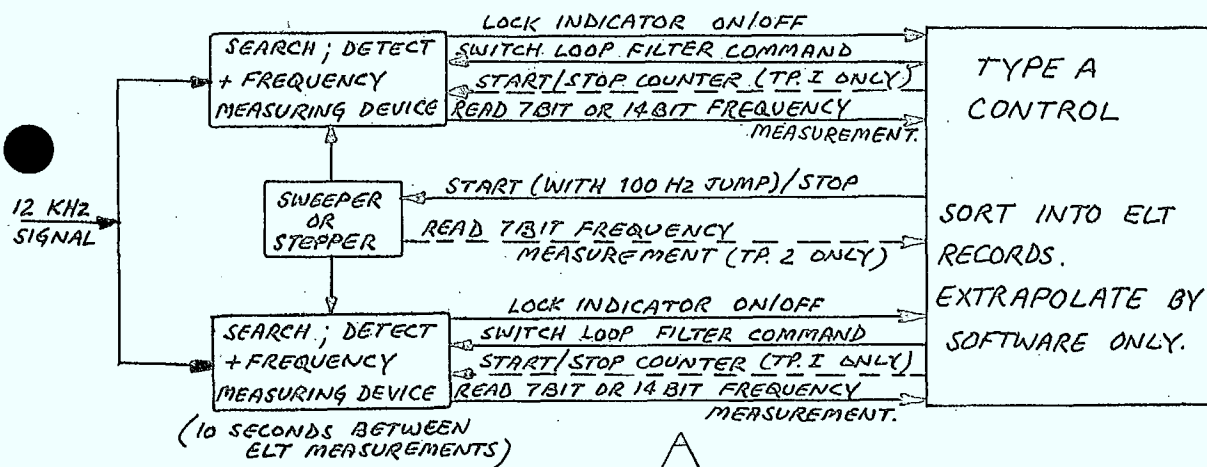 LOCK INDICATOR ON/OFF
SEARCH; DETECT
+ FREQUENCY
MEASURING DEVICE
SWITCH LOOP FILTER COMMAND
START/STOP COUNTER (TP. I ONLY)
READ 7BIT OR 14BIT FREQUENCY
MEASUREMENT.
TYPE A
CONTROL
12 KHZ
SIGNAL
SWEEPER
OR
STEPPER
START (WITH 100 HZ JUMP)/STOP
READ 7BIT FREQUENCY
MEASUREMENT (TP. 2 ONLY)
SORT INTO ELT
RECORDS.
EXTRAPOLATE BY
SOFTWARE ONLY.
LOCK INDICATOR ON/OFF
SEARCH; DETECT
+ FREQUENCY
MEASURING DEVICE
SWITCH LOOP FILTER COMMAND
START/STOP COUNTER (TP. I ONLY)
READ 7BIT OR 14BIT FREQUENCY
MEASUREMENT.
(10 SECONDS BETWEEN
ELT MEASUREMENTS)
A